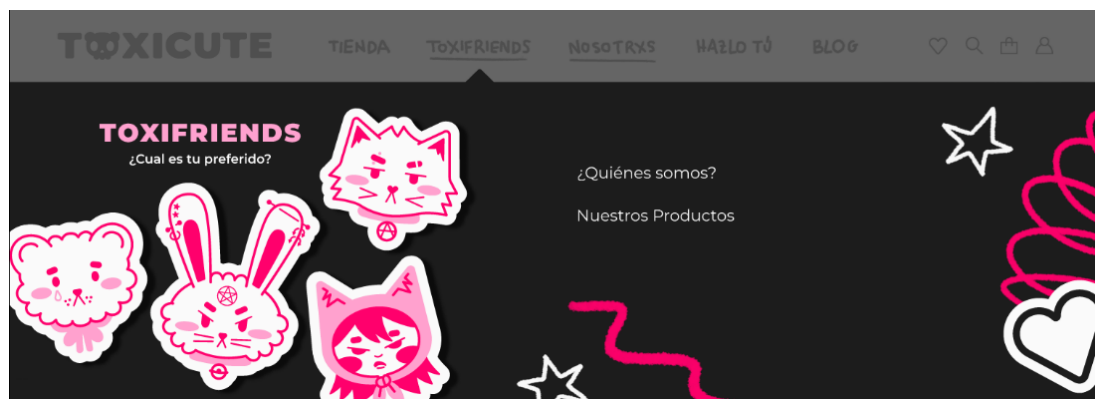 TOXICUTE
TIENDA TOXIFRIENDS NOSOTRXS HAZLO TÚ BLOG
TOXIFRIENDS
¿Cual es tu preferido?
¿Quiénes somos?
Nuestros Productos